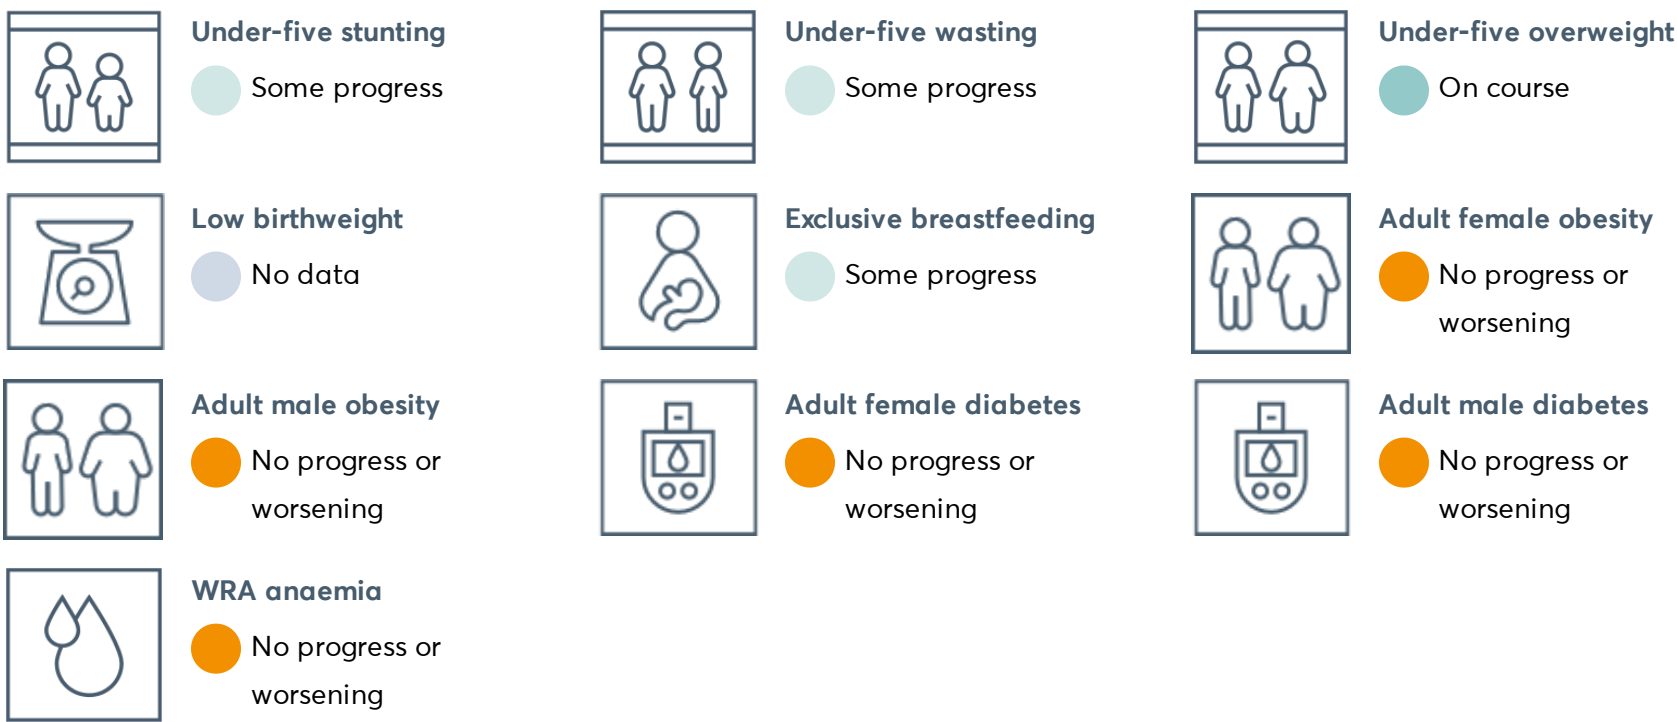 Under-five stunting
Some progress
Under-five wasting
Some progress
Under-five overweight
On course
Low birthweight
No data
Exclusive breastfeeding
Some progress
Adult female obesity
No progress or
worsening
Adult male obesity
No progress or
worsening
Adult female diabetes
No progress or
worsening
Adult male diabetes
No progress or
worsening
WRA anaemia
No progress or
worsening